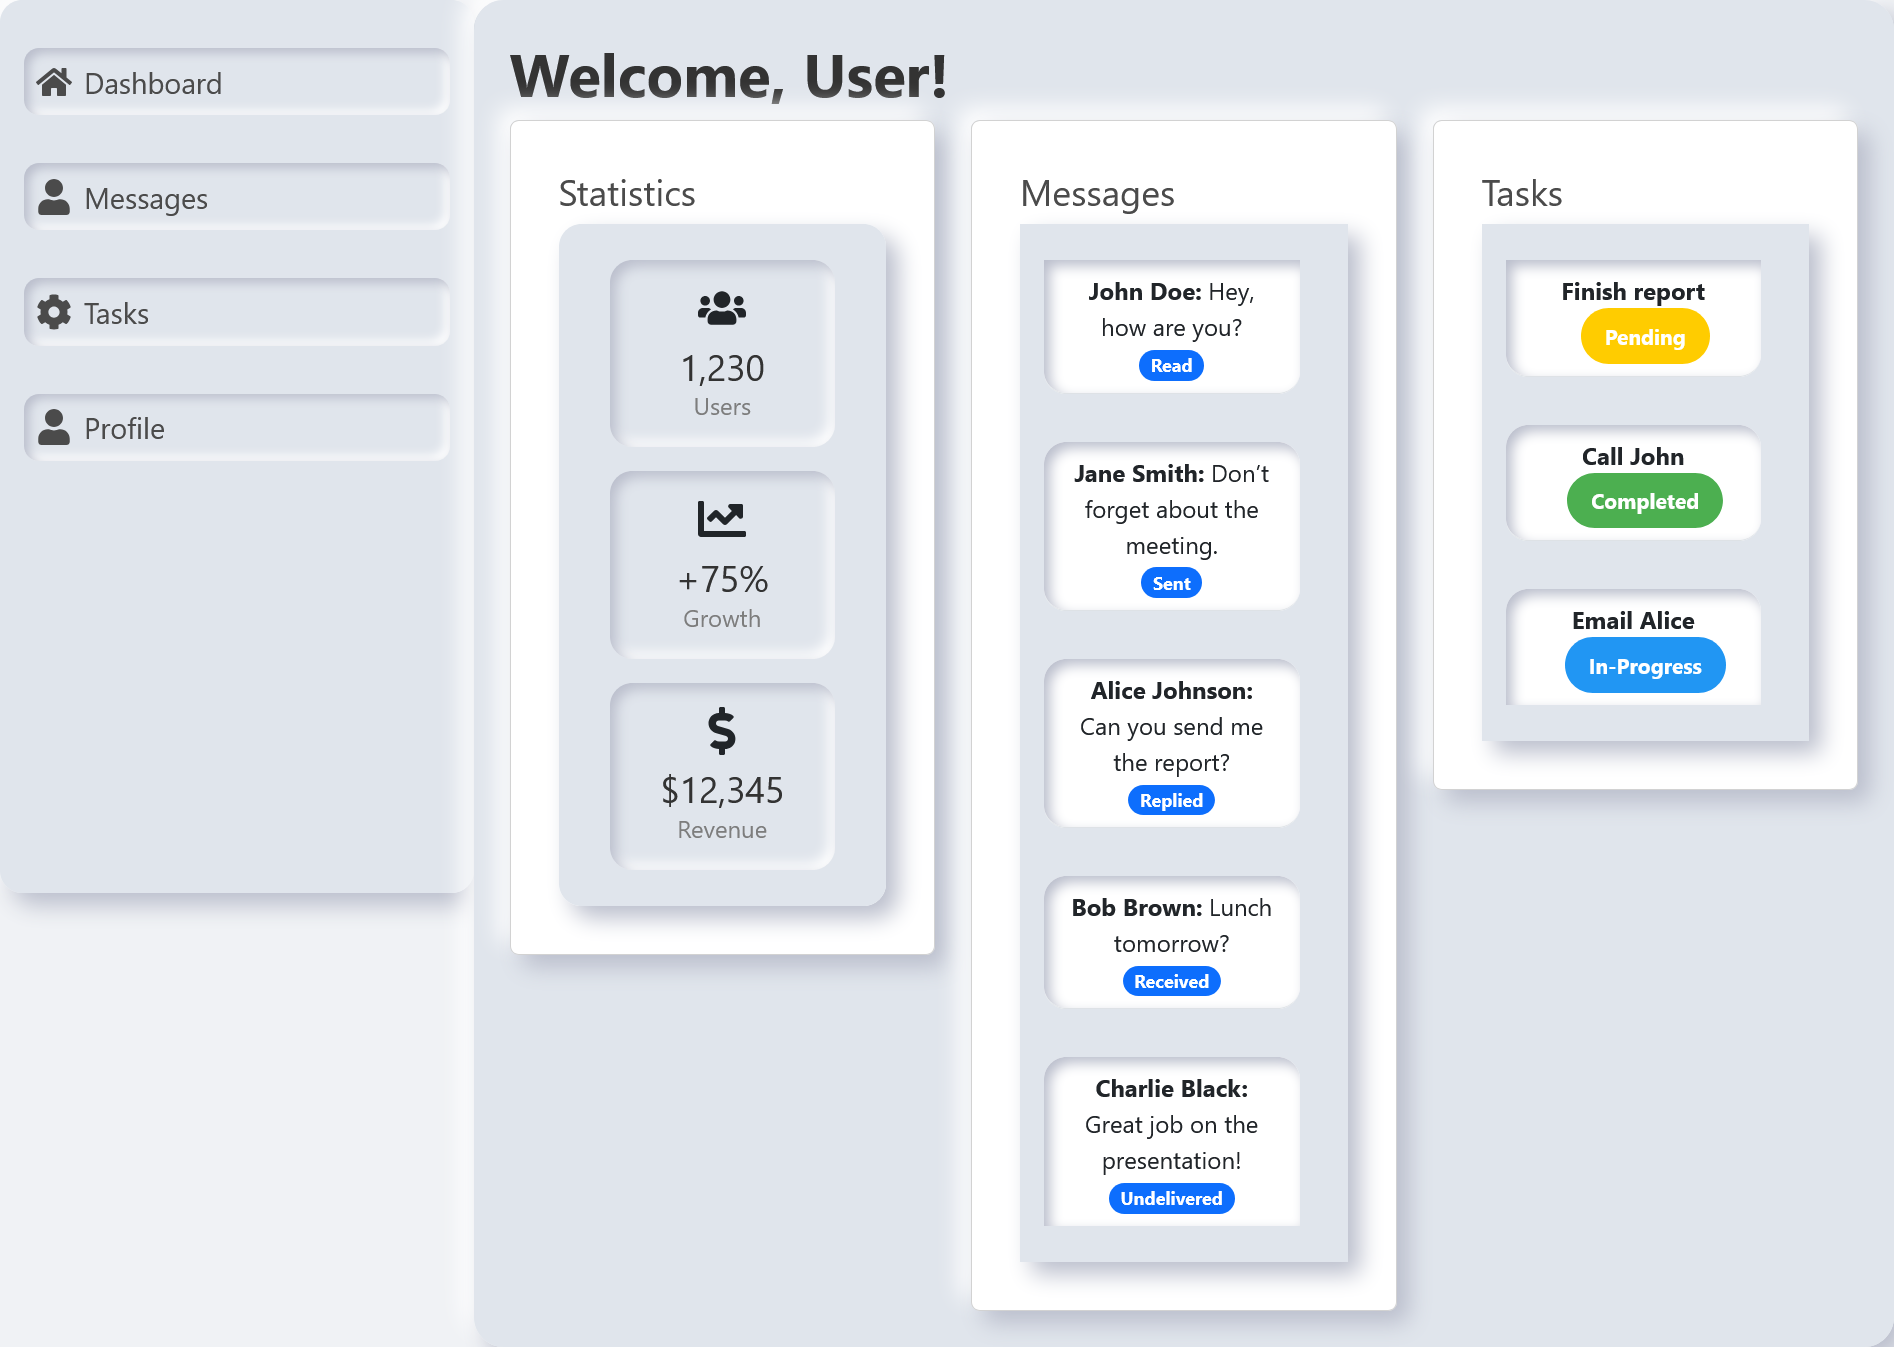 Dashboard
Messages
Tasks
Profile
Welcome, User!
Statistics
1,230
Users
+75%
Growth
$12,345
Revenue
Messages
John Doe: Hey,
how are you?
Read
Jane Smith: Don’t
forget about the
meeting.
Sent
Alice Johnson:
Can you send me
the report?
Replied
Bob Brown: Lunch
tomorrow?
Received
Charlie Black:
Great job on the
presentation!
Undelivered
Tasks
Finish report
Pending
Call John
Completed
Email Alice
In-Progress